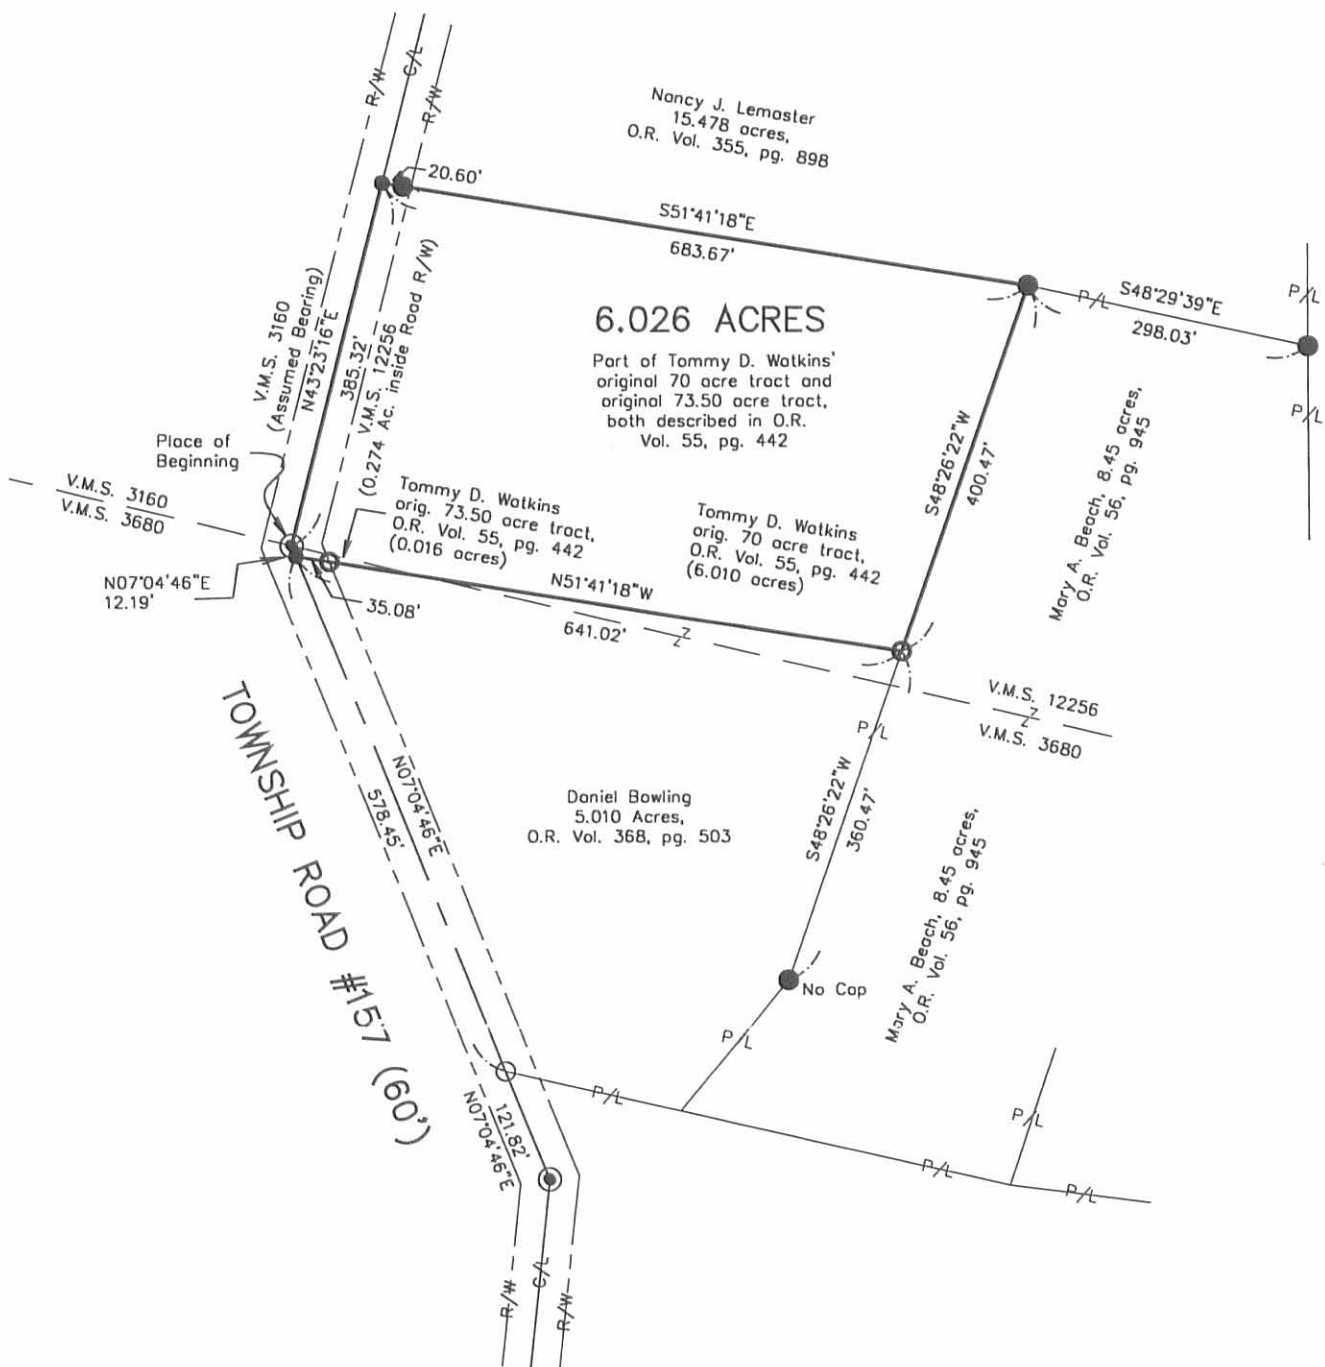 R/W
C/L
R/W
Nancy J. Lemaster
15.478 acres,
O.R. Vol. 355, pg. 898
20.60'
S51°41'18"E
683.67'
P/L
S48°29'39"E
298.03'
P/L
P/L
V.M.S. 3160
(Assumed Bearing)
N43°23'16"E
385.32'
V.M.S. 12256
(0.274 Ac. inside Road R/W)
6.026 ACRES
Part of Tommy D. Watkins'
original 70 acre tract and
original 73.50 acre tract,
both described in O.R.
Vol. 55, pg. 442
S48°26'22"W
400.47'
Mary A. Beach, 8.45 acres,
O.R. Vol. 56, pg. 945
Place of
Beginning
V.M.S. 3160
V.M.S. 3680
Tommy D. Watkins
orig. 73.50 acre tract,
O.R. Vol. 55, pg. 442
(0.016 acres)
Tommy D. Watkins
orig. 70 acre tract,
O.R. Vol. 55, pg. 442
(6.010 acres)
N07°04'46"E
12.19'
35.08'
N51°41'18"W
641.02'
Z
V.M.S. 12256
Z
V.M.S. 3680
P/L
TOWNSHIP ROAD #157 (60')
N07°04'46"E
578.45'
Daniel Bowling
5.010 Acres,
O.R. Vol. 368, pg. 503
S48°26'22"W
360.47'
Mary A. Beach, 8.45 acres,
O.R. Vol. 56, pg. 945
No Cap
P/L
P/L
121.82'
N07°04'46"E
P/L
P/L
P/L
R/W
C/L
R/W